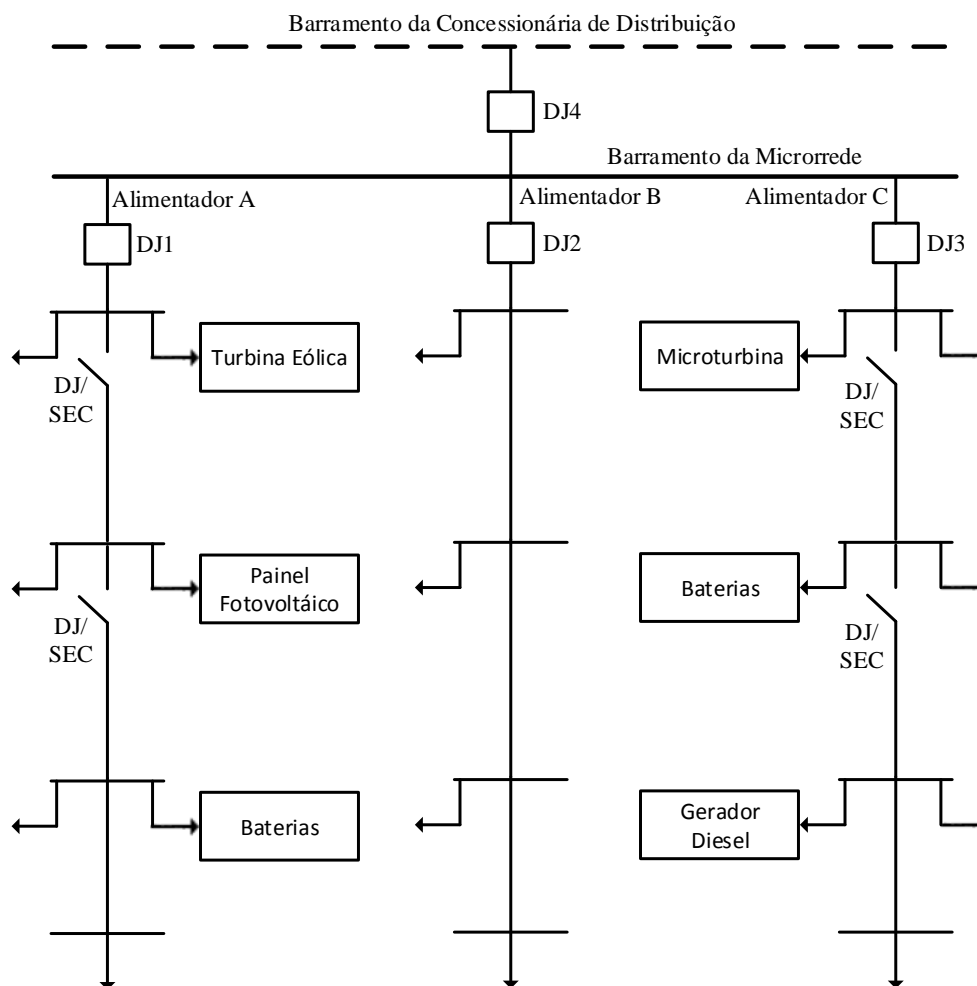 Barramento da Concessionária de Distribuição
DJ4
Barramento da Microrrede
Alimentador A
Alimentador B
Alimentador C
DJ1
DJ2
DJ3
Turbina Eólica
Microturbina
DJ/
SEC
DJ/
SEC
Painel
Fotovoltáico
Baterias
DJ/
SEC
DJ/
SEC
Baterias
Gerador
Diesel